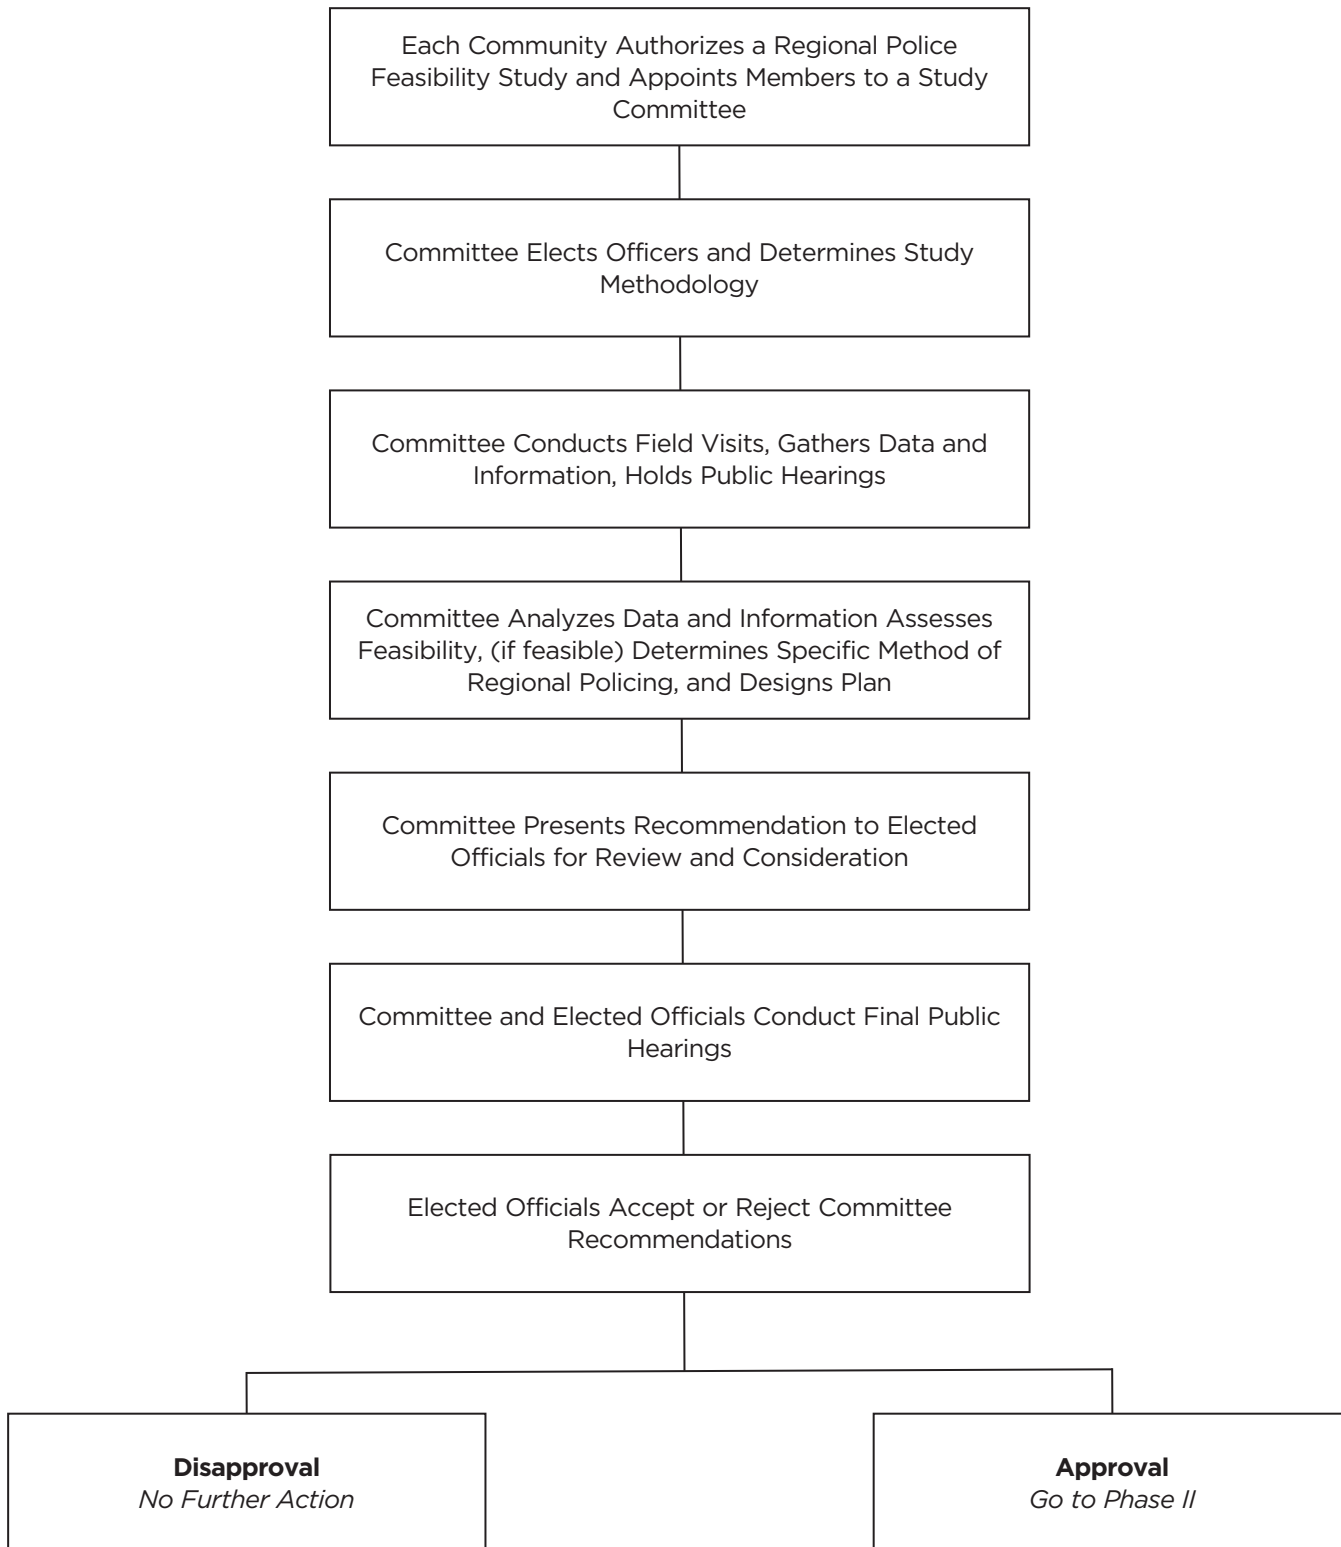 Each Community Authorizes a Regional Police
Feasibility Study and Appoints Members to a Study
Committee
Committee Elects Officers and Determines Study
Methodology
Committee Conducts Field Visits, Gathers Data and
Information, Holds Public Hearings
Committee Analyzes Data and Information Assesses
Feasibility, (if feasible) Determines Specific Method of
Regional Policing, and Designs Plan
Committee Presents Recommendation to Elected
Officials for Review and Consideration
Committee and Elected Officials Conduct Final Public
Hearings
Elected Officials Accept or Reject Committee
Recommendations
Disapproval
No Further Action
Approval
Go to Phase II